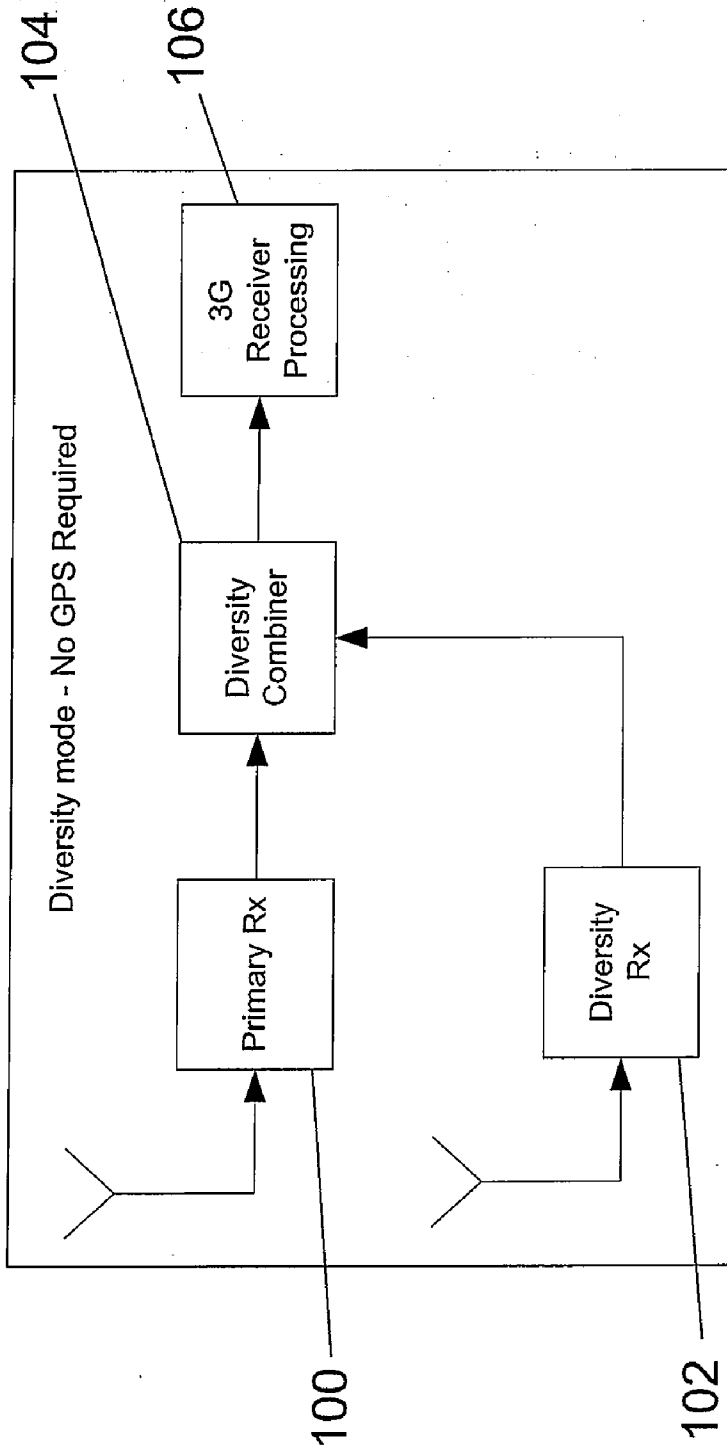 Diversity mode - No GPS Required
104
106
Primary Rx
Diversity
Combiner
3G
Receiver
Processing
100
Diversity
Rx
102